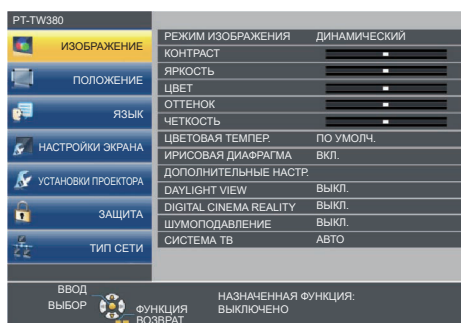 PT-TW380
ИЗОБРАЖЕНИЕ
ПОЛОЖЕНИЕ
ЯЗЫК
НАСТРОЙКИ ЭКРАНА
УСТАНОВКИ ПРОЕКТОРА
ЗАЩИТА
ТИП СЕТИ
РЕЖИМ ИЗОБРАЖЕНИЯ ДИНАМИЧЕСКИЙ
КОНТРАСТ
ЯРКОСТЬ
ЦВЕТ
ОТТЕНОК
ЧЕТКОСТЬ
ЦВЕТОВАЯ ТЕМПЕР. ПО УМОЛЧ.
ИРИСОВАЯ ДИАФРАГМА ВКЛ.
ДОПОЛНИТЕЛЬНЫЕ НАСТР.
DAYLIGHT VIEW ВЫКЛ.
DIGITAL CINEMA REALITY ВЫКЛ.
ШУМОПОДАВЛЕНИЕ ВЫКЛ.
СИСТЕМА ТВ АВТО
ВВОД
ВЫБОР
ФУНКЦИЯ
ВОЗВРАТ
НАЗНАЧЕННАЯ ФУНКЦИЯ:
ВЫКЛЮЧЕНО